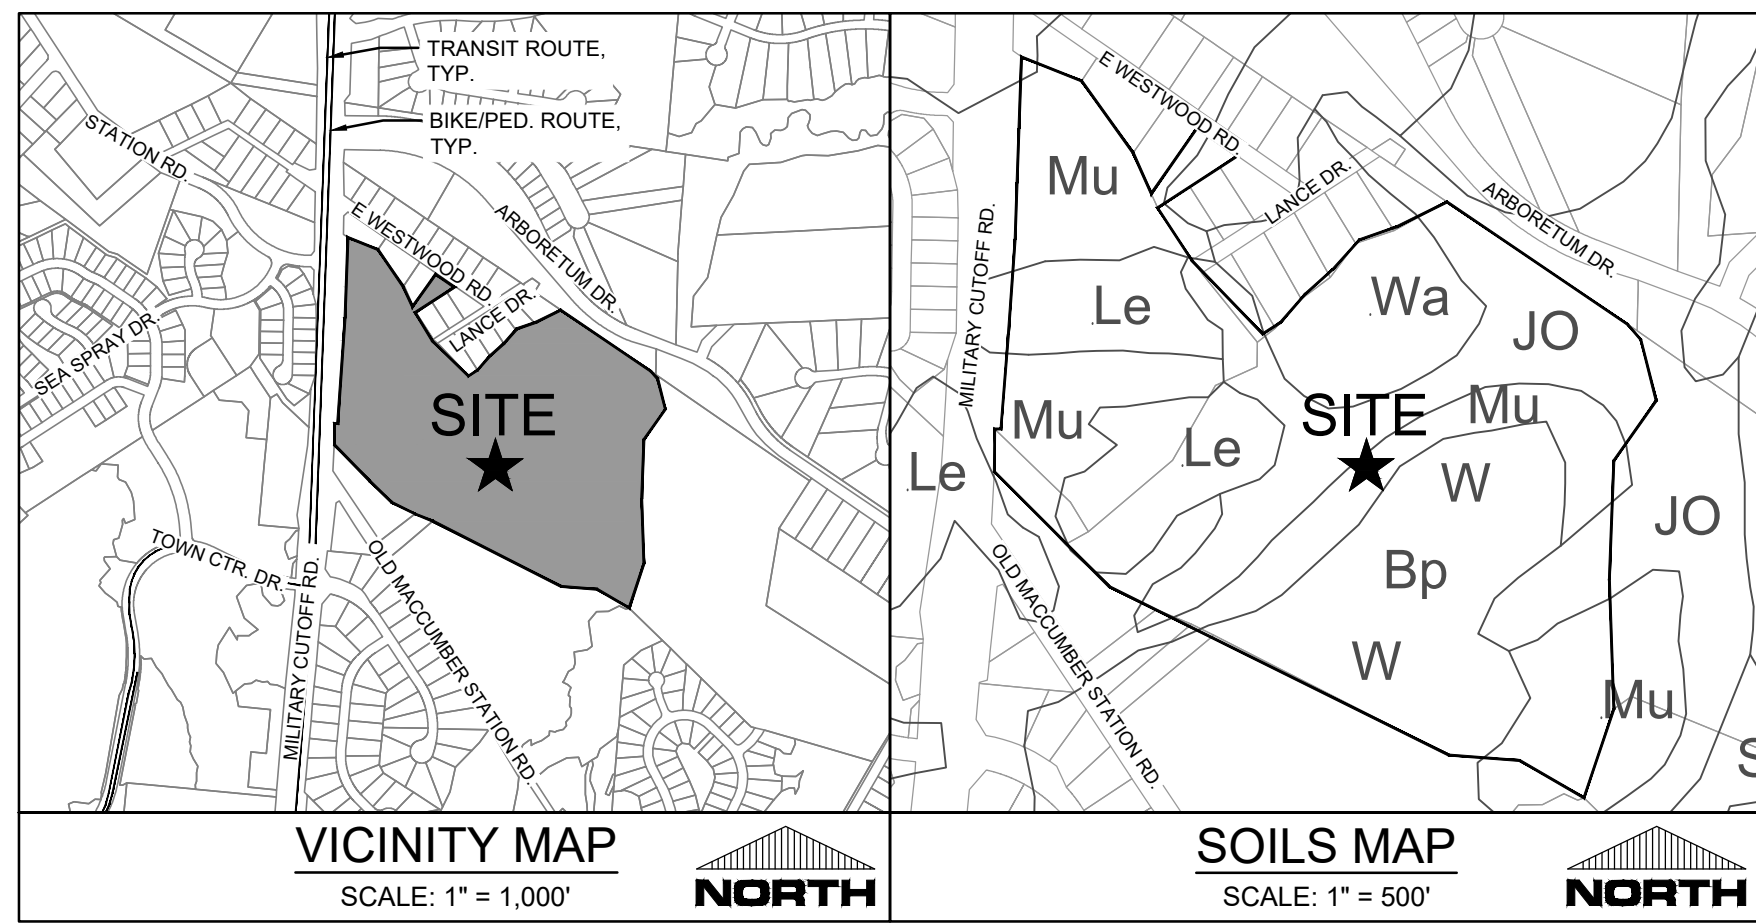 TRANSIT ROUTE,
TYP.
BIKE/PED. ROUTE,
TYP.
STATION RD.
E WESTWOOD RD.
ARBORETUM DR.
LANCE DR.
SEA SPRAY DR.
SITE
TOWN CTR. DR.
OLD MACCUMBER STATION RD.
MILITARY CUTOFF RD.
VICINITY MAP
SCALE: 1" = 1,000'
NORTH
E WESTWOOD RD.
Mu
LANCE DR.
ARBORETUM DR.
MILITARY CUTOFF RD.
Le
Wa
JO
Mu
SITE
Mu
Le
Le
W
JO
Bp
OLD MACCUMBER STATION RD.
W
Mu
SOILS MAP
SCALE: 1" = 500'
NORTH